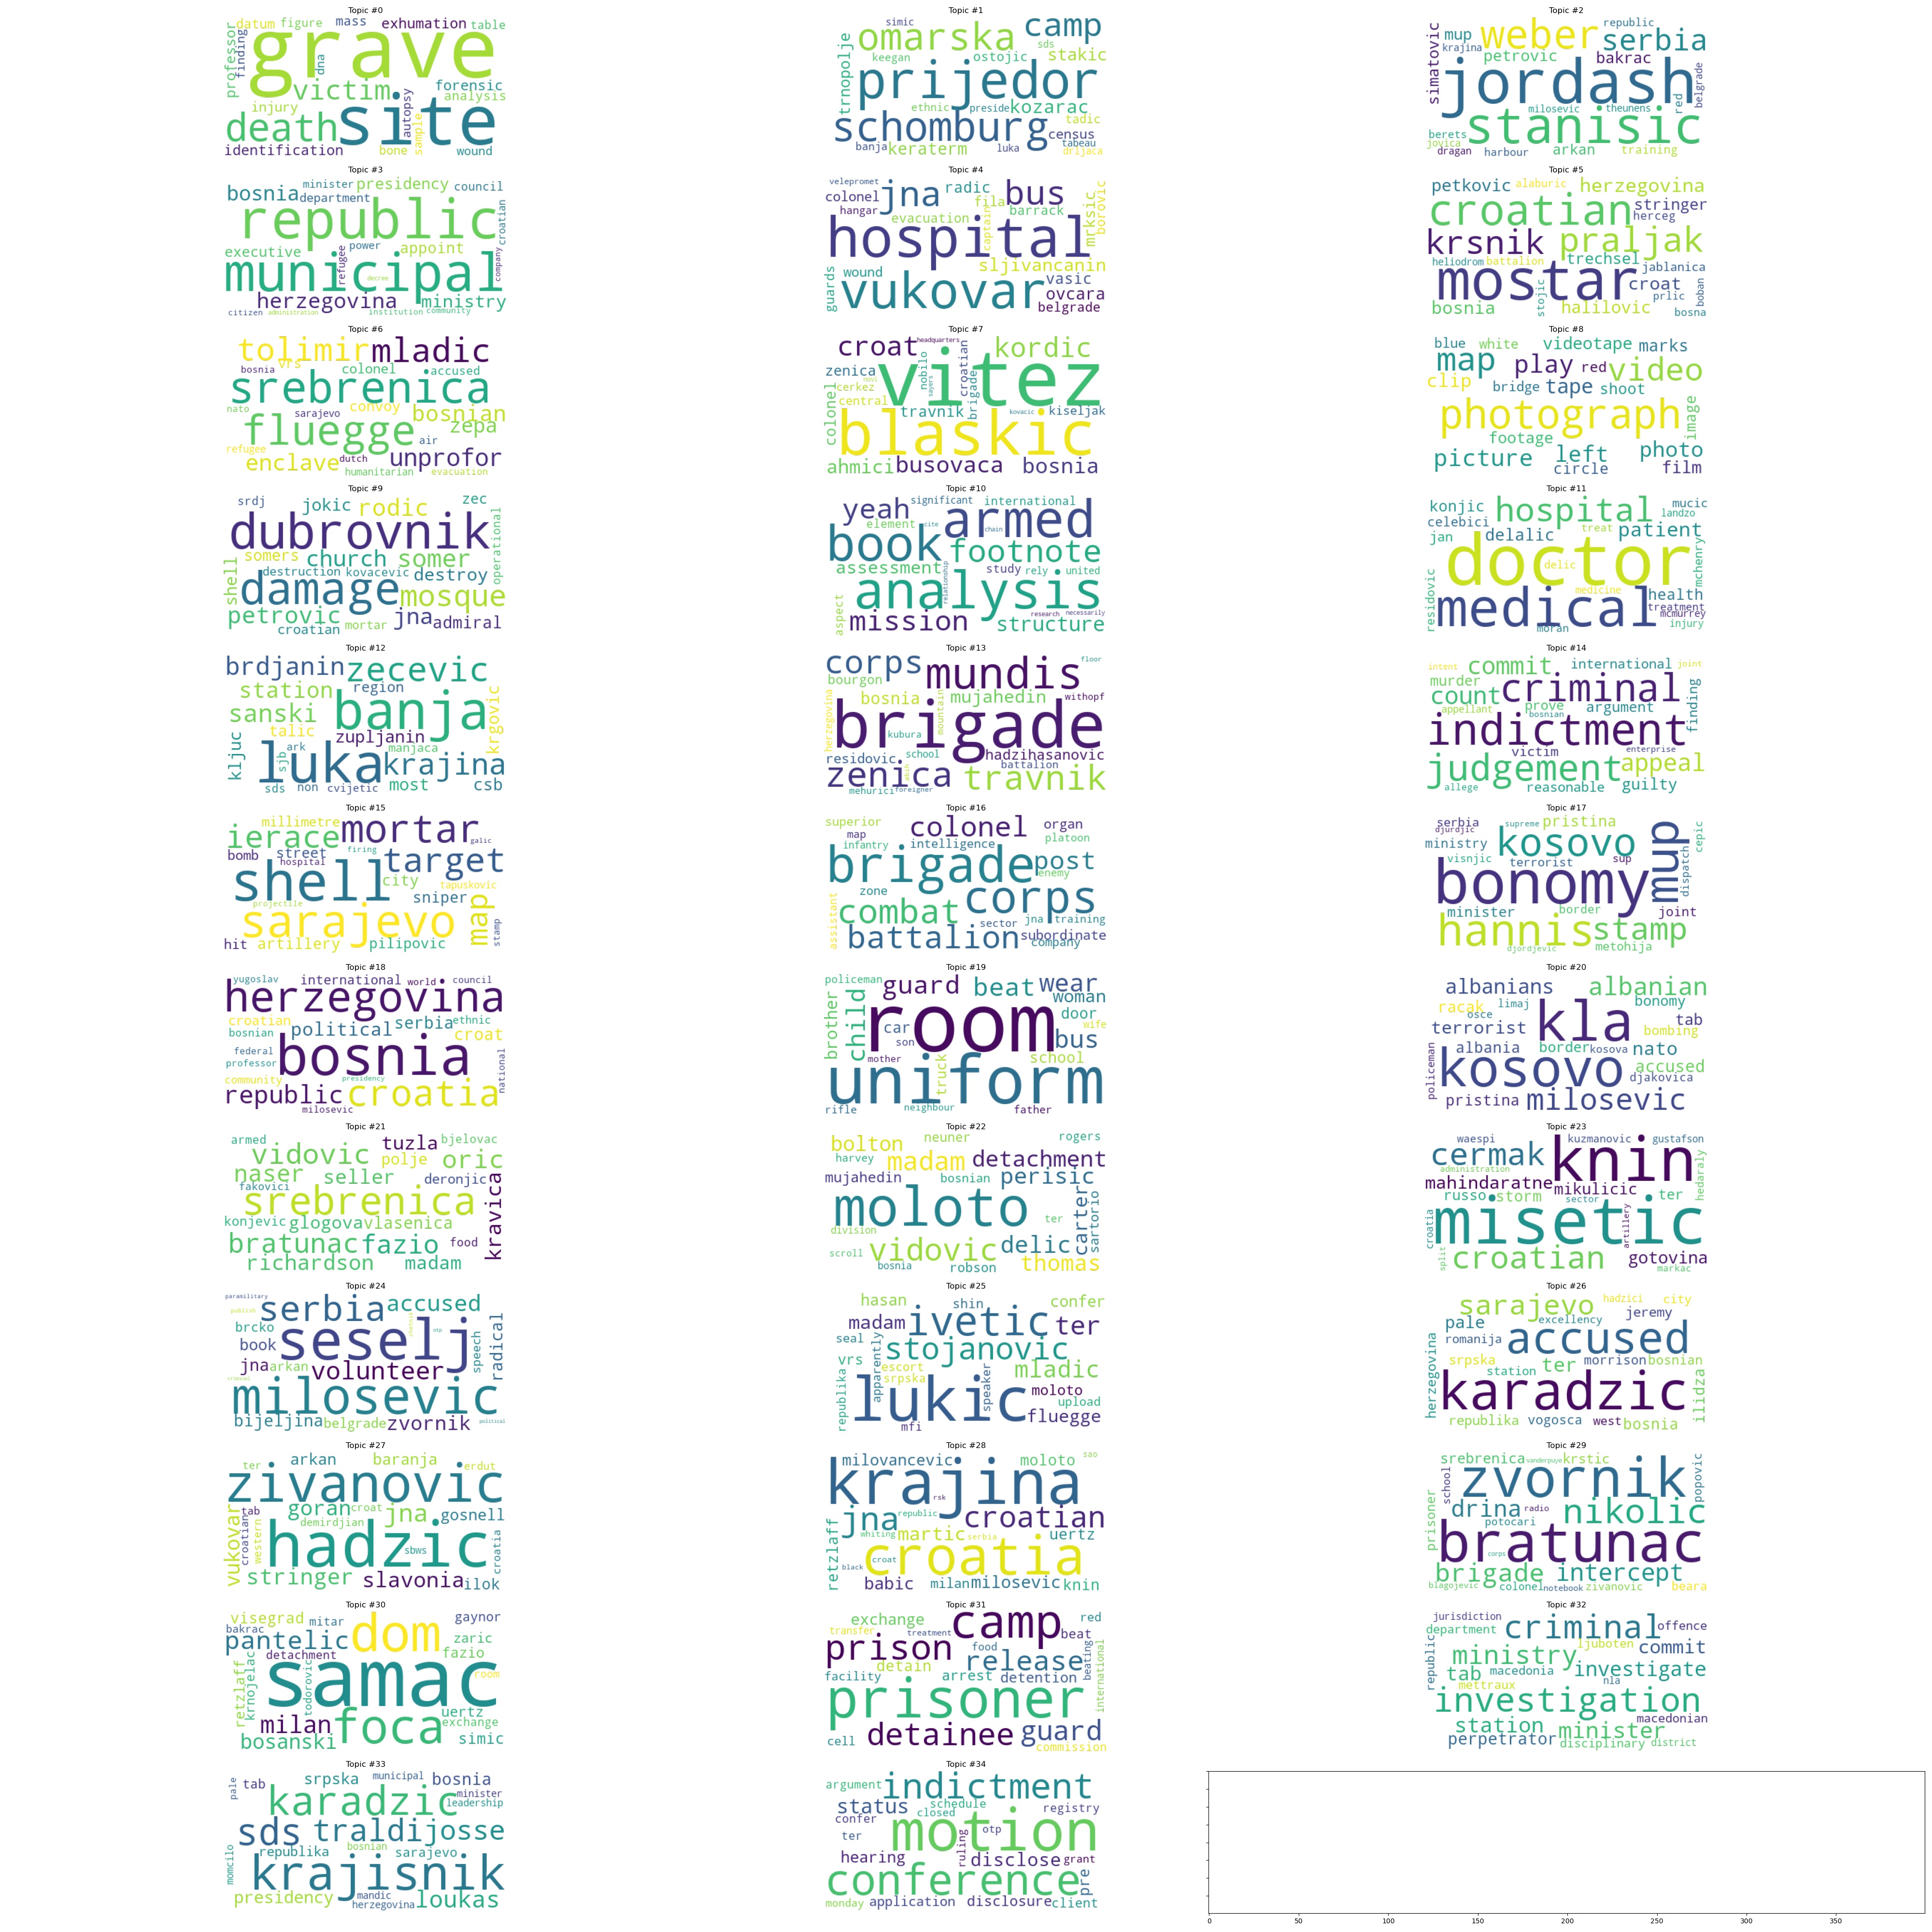 Topic #0
datum figure mass exhumation table
professor finding grave dna
victim forensic
injury autopsy analysis
death site sample
identification bone wound
Topic #1
simic camp
omarska sds
keegan ostojic stakic
trnopolje prijedor
ethnic preside kozarac
schomburg tadic
census
banja keraterm luka tabeau drljaca
Topic #2
simatovic mup krajina weber republic serbia
petrovic bakrac
jordash belgrade
milosevic theunens red
berets stanisic
jovica
dragan harbour arkan training
Topic #3
bosnia minister presidency council
department
republic croatian
executive refugee power appoint
municipal company
decree
herzegovina ministry
citizen administration institution community
Topic #4
velepromet jna radic bus
colonel
hangar evacuation fila barrack captain mrksic borovic
hospital
sljivancanin
guards wound vasic
vukovar ovcara
belgrade
Topic #5
petkovic alaburic herzegovina
croatian stringer
herceg
krsnik praljak
heliodrom battalion trechsel jablanica
mostar croat
prlic boban
bosnia stojic halilovic bosna
Topic #6
tolimir mladic
vrs
bosnia colonel accused
srebrenica
nato sarajevo convoy bosnian
fluegge zepa
air
refugee enclave dutch unprofor
humanitarian evacuation
Topic #7
croat headquarters kordic
zenica nobilo vitez croatian
novi sayers
cerkez brigade
central
colonel travnik kovacic kiseljak
blaskic
ahmici busovaca bosnia
Topic #8
blue white videotape marks
map play red video
clip bridge tape shoot
photograph image
footage
picture left photo
circle film
Topic #9
srdj jokic rodic zec
dubrovnik operational
somers church somer
shell destruction kovacevic destroy
damage mosque
petrovic jna admiral
croatian mortar
Topic #10
yeah significant international
element cite armed chain
book footnote
assessment study rely united
analysis relationship
aspect research necessarily
mission structure
Topic #11
konjic hospital mucic
celebici treat landzo
jan delalic patient
doctor mchenry
delic
residovic medicine health
medical treatment
mcmurrey
moran injury
Topic #12
brdjanin zecevic
station region
sanski banja krgovic
talic zupljanin
kljuc sjb ark manjaca
luka krajina
sds non cvijetic most csb
Topic #13
corps mundis floor
bourgon
herzegovina bosnia mujahedin withopf
mountain
brigade
kubura
residovic school hadzihasanovic
battalion
zenica abih travnik
mehurici foreigner
Topic #14
intent commit international joint
murder
count criminal finding
appellant prove argument
bosnian
indictment
victim enterprise
judgement appeal
allege reasonable guilty
Topic #15
millimetre mortar
ierace galic
bomb street firing
hospital target
shell city tapuskovic
projectile sniper
sarajevo map stamp
hit artillery pilipovic
Topic #16
superior colonel organ
map platoon
infantry intelligence
brigade post
enemy
zone corps
combat
assistant sector jna training
battalion subordinate
company
Topic #17
serbia supreme pristina
djurdjic kosovo mup cepic
ministry
visnjic terrorist sup
bonomy dispatch
minister border joint
hannis stamp
djordjevic metohija
Topic #18
yugoslav international world council
herzegovina
croatian political serbia ethnic
bosnian croat
federal bosnia national
professor
community presidency
republic croatia
milosevic
Topic #19
policeman guard beat wear
brother child woman
room door
car wife
son bus
mother truck school
uniform
rifle neighbour father
Topic #20
albanians albanian
racak limaj bonomy
osce kla tab
terrorist bombing
albania border kosova nato
policeman kosovo accused
djakovica
pristina milosevic
Topic #21
armed tuzla bjelovac
vidovic polje oric
naser seller deronjic
fakovici kravica
srebrenica
konjevic glogova vlasenica
bratunac fazio food
richardson madam
Topic #22
bolton neuner rogers
harvey madam detachment
mujahedin bosnian perisic
moloto carter sartorio
division ter
scroll vidovic delic
bosnia robson thomas
Topic #23
waespi kuzmanovic gustafson
cermak knin
administration hedaraly
mahindaratne mikulicic
russo storm sector ter
croatia misetic artillery
split croatian gotovina
markac
Topic #24
paramilitary
publish serbia accused
brcko chetnik otp
book seselj speech radical
jna arkan volunteer
criminal
milosevic
bijeljina belgrade zvornik political
Topic #25
hasan shin confer
madam ivetic ter
seal apparently
stojanovic
vrs escort mladic
republika srpska speaker
lukic moloto
upload
mfi fluegge
Topic #26
sarajevo hadzici city
excellency jeremy
pale
romanija accused
herzegovina srpska ter morrison bosnian
station
karadzic ilidza
republika vogosca west bosnia
Topic #27
ter arkan baranja erdut
zivanovic
tab goran croat jna gosnell
croatian demirdjian
vukovar western hadzic sbws croatia
stringer slavonia ilok
Topic #28
milovancevic moloto sao
krajina
rsk
jna republic croatian
retzlaff whiting martic serbia uertz
black croat croatia
babic milan milosevic knin
Topic #29
srebrenica vanderpuye krstic
school zvornik popovic
prisoner drina radio nikolic
potocari
bratunac
corps
brigade intercept
blagojevic colonel notebook zivanovic beara
Topic #30
visegrad mitar dom gaynor
bakrac
pantelic zaric
detachment fazio
retzlaff krnojelac samac room
todorovic
milan foca uertz
exchange
bosanski simic
Topic #31
exchange camp red
transfer treatment beat
prison food release beating international
detain
facility arrest detention
prisoner
detainee guard
cell commission
Topic #32
jurisdiction criminal offence
department
republic ministry ljuboten commit
tab macedonia investigate
mettraux nla
investigation
station minister macedonian
perpetrator disciplinary district
Topic #33
pale tab srpska municipal bosnia
karadzic minister
leadership
sds traldi josse
bosnian
momcilo republika sarajevo
krajisnik
presidency mandic loukas
herzegovina
Topic #34
argument indictment
status schedule registry
confer closed
ter motion otp
hearing ruling disclose grant
conference pre
monday application disclosure client
0 50 100 150 200 250 300 350